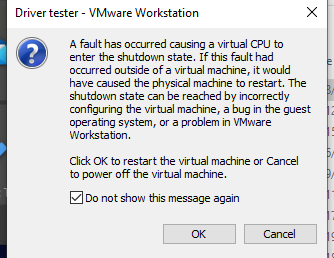 Driver tester - VMware Workstation
A fault has occurred causing a virtual CPU to
enter the shutdown state. If this fault had
occurred outside of a virtual machine, it would
have caused the physical machine to restart. The
shutdown state can be reached by incorrectly
configuring the virtual machine, a bug in the guest
operating system, or a problem in VMware
Workstation.
Click OK to restart the virtual machine or Cancel
to power off the virtual machine.
Do not show this message again
OK
Cancel